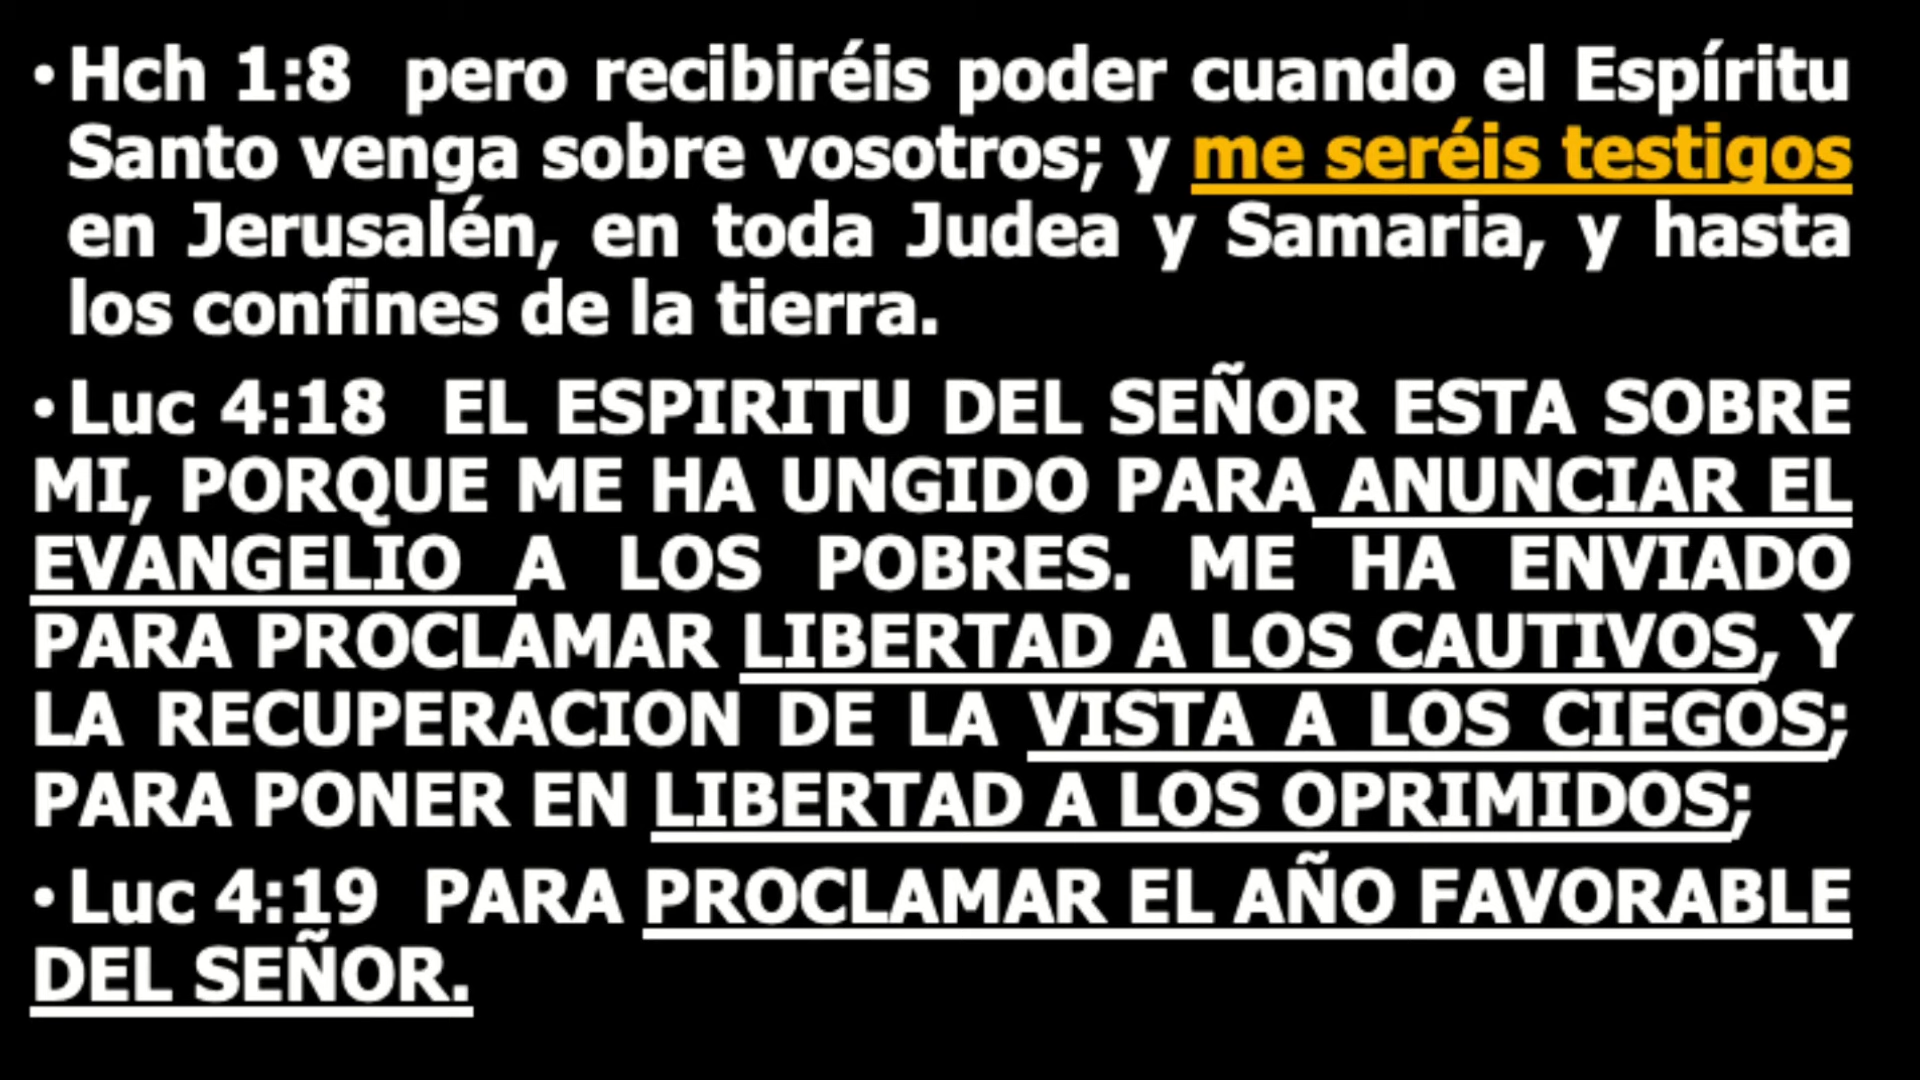 • Hch 1:8 pero recibiréis poder cuando el Espíritu
Santo venga sobre vosotros; y me seréis testigos
en Jerusalén, en toda Judea y Samaria, y hasta
los confines de la tierra.
• Luc 4:18 EL ESPIRITU DEL SEÑOR ESTA SOBRE
MI, PORQUE ME HA UNGIDO PARA ANUNCIAR EL
EVANGELIO A LOS POBRES. ME HA ENVIADO
PARA PROCLAMAR LIBERTAD A LOS CAUTIVOS, Y
LA RECUPERACION DE LA VISTA A LOS CIEGOS;
PARA PONER EN LIBERTAD A LOS OPRIMIDOS;
• Luc 4:19 PARA PROCLAMAR EL AÑO FAVORABLE
DEL SEÑOR.